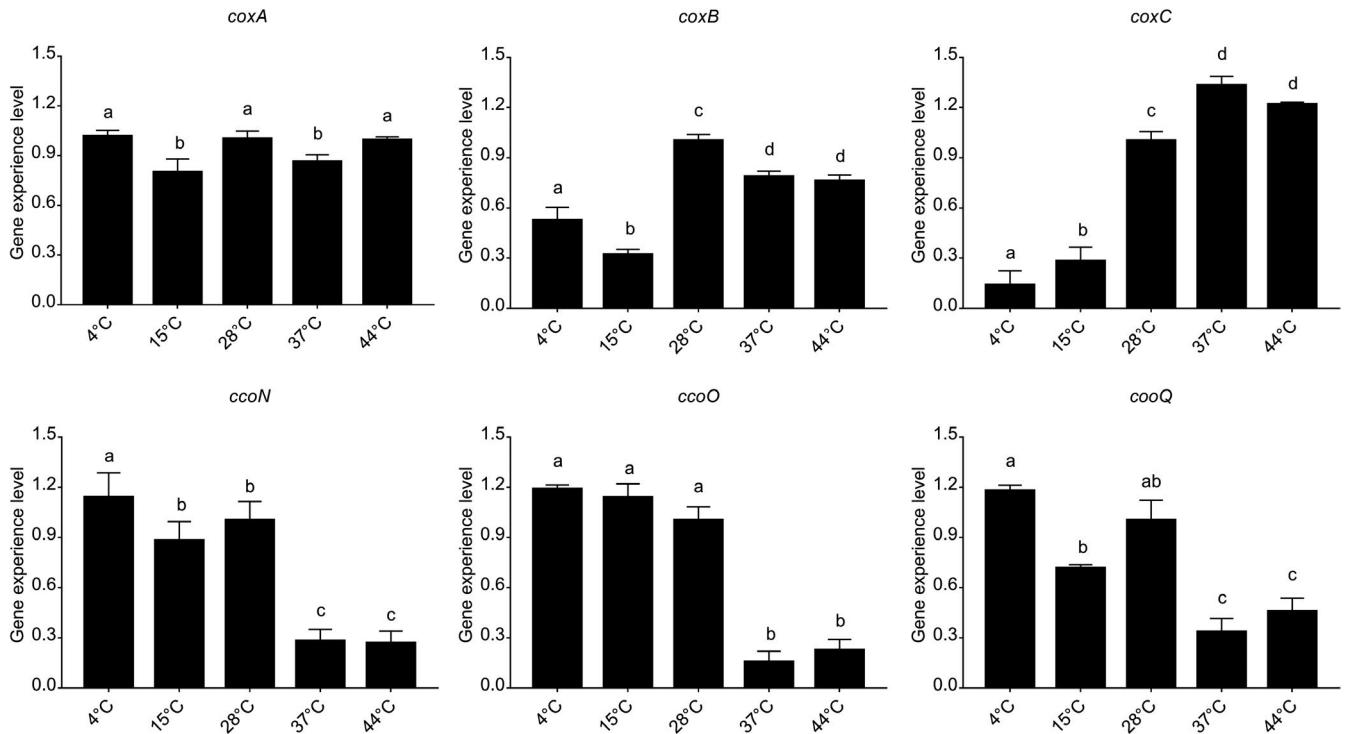 coxA
Gene experience level
1.5
1.2
0.9
0.6
0.3
0.0
a
b
a
b
a
4°C
15°C
28°C
37°C
44°C
coxB
Gene experience level
1.5
1.2
0.9
0.6
0.3
0.0
a
b
c
d
d
4°C
15°C
28°C
37°C
44°C
coxC
Gene experience level
1.5
1.2
0.9
0.6
0.3
0.0
a
b
c
d
d
4°C
15°C
28°C
37°C
44°C
ccoN
Gene experience level
1.5
1.2
0.9
0.6
0.3
0.0
a
b
b
c
c
4°C
15°C
28°C
37°C
44°C
ccoO
Gene experience level
1.5
1.2
0.9
0.6
0.3
0.0
a
a
a
b
b
4°C
15°C
28°C
37°C
44°C
cooQ
Gene experience level
1.5
1.2
0.9
0.6
0.3
0.0
a
b
ab
c
c
4°C
15°C
28°C
37°C
44°C